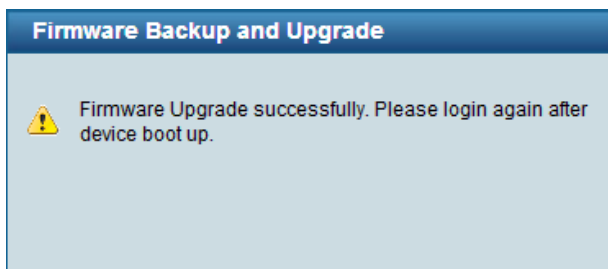 Firmware Backup and Upgrade
Firmware Upgrade successfully. Please login again after
device boot up.